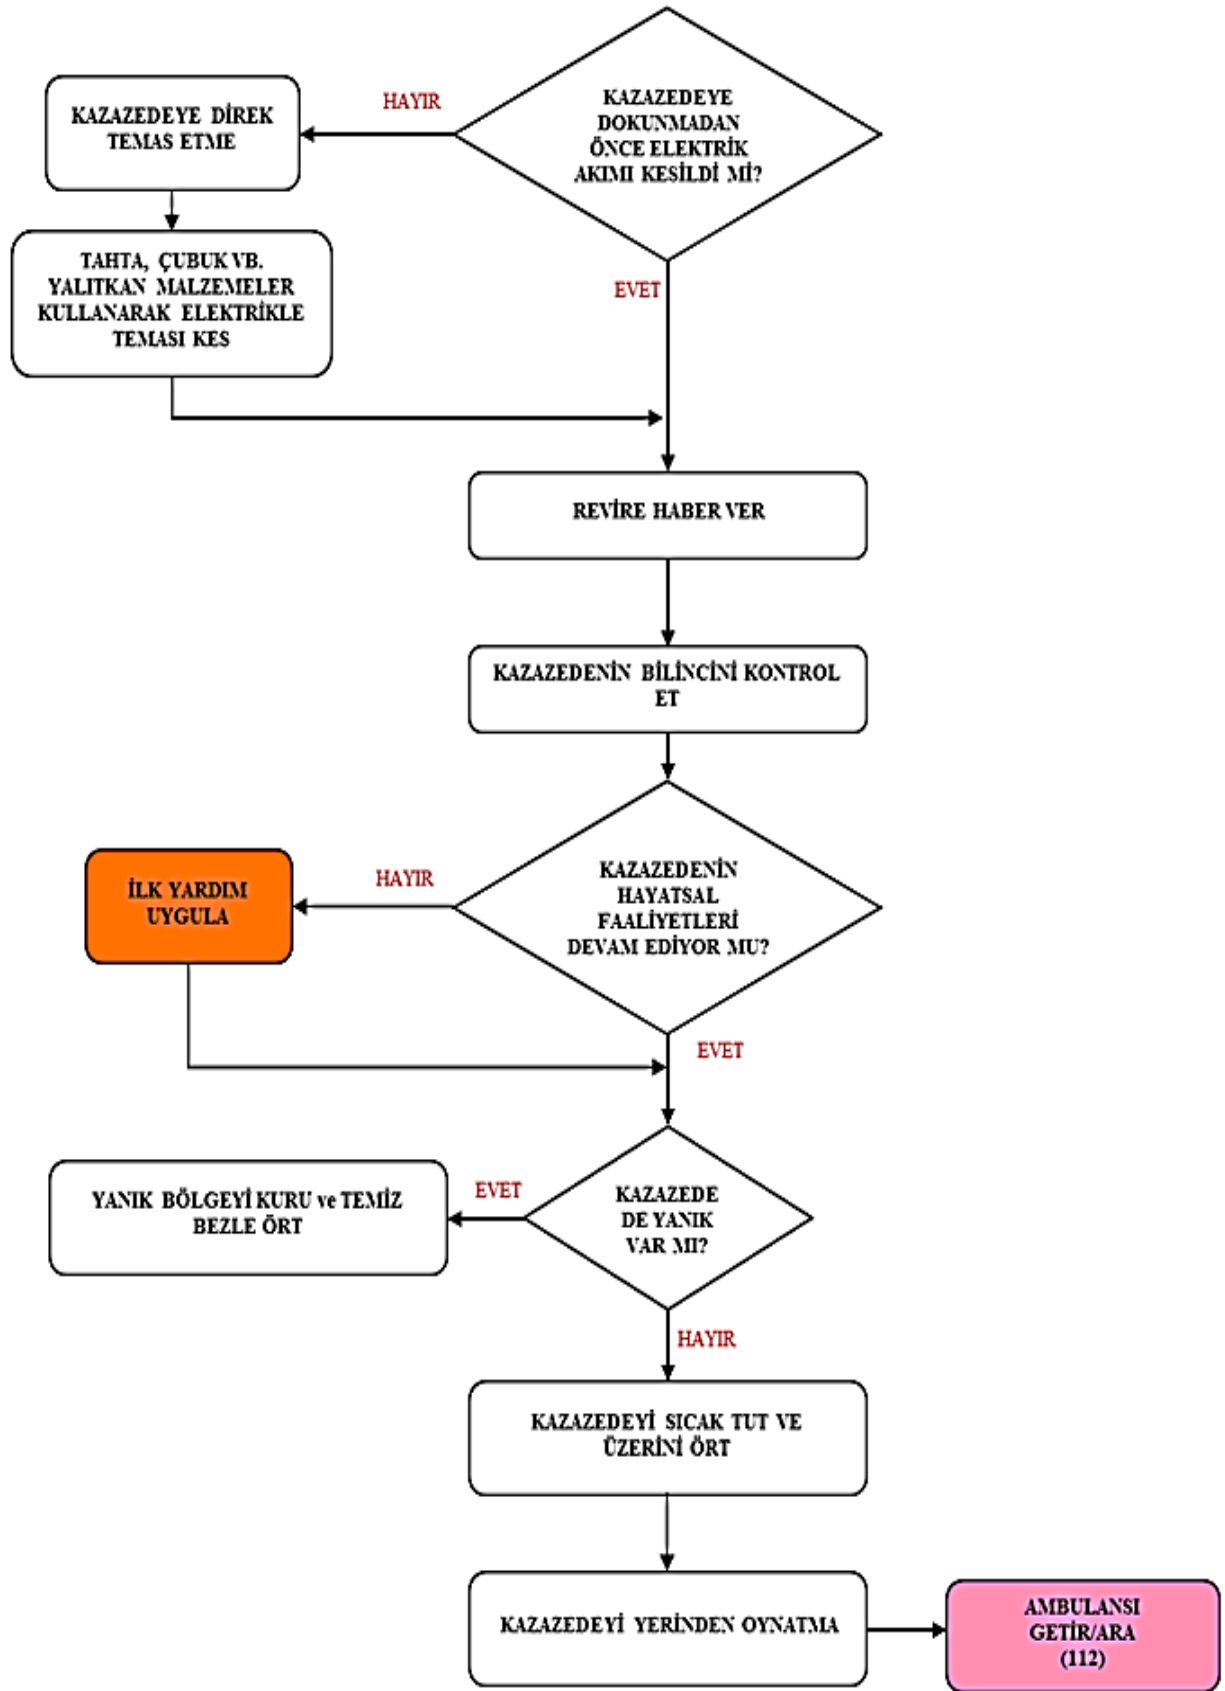 KAZAZEDEYE
DOKUNMADAN
ÖNCE ELEKTRİK
AKIMI KESİLDİ Mİ?
HAYIR
KAZAZEDEYE DİREK
TEMAS ETME
TAHTA, ÇUBUK VB.
YALITKAN MALZEMELER
KULLANARAK ELEKTRİKLE
TEMASI KES
EVET
REVİRE HABER VER
KAZAZEDENİN BİLİNCİNİ KONTROL
ET
KAZAZEDENİN
HAYATSAL
FAALİYETLERİ
DEVAM EDİYOR MU?
HAYIR
İLK YARDIM
UYGULA
EVET
KAZAZEDE
DE YANIK
VAR MI?
EVET
YANIK BÖLGEYİ KURU ve TEMİZ
BEZLE ÖRT
HAYIR
KAZAZEDEYİ SICAK TUT VE
ÜZERİNİ ÖRT
KAZAZEDEYİ YERİNDEN OYNATMA
AMBULANSI
GETİR/ARA
(112)